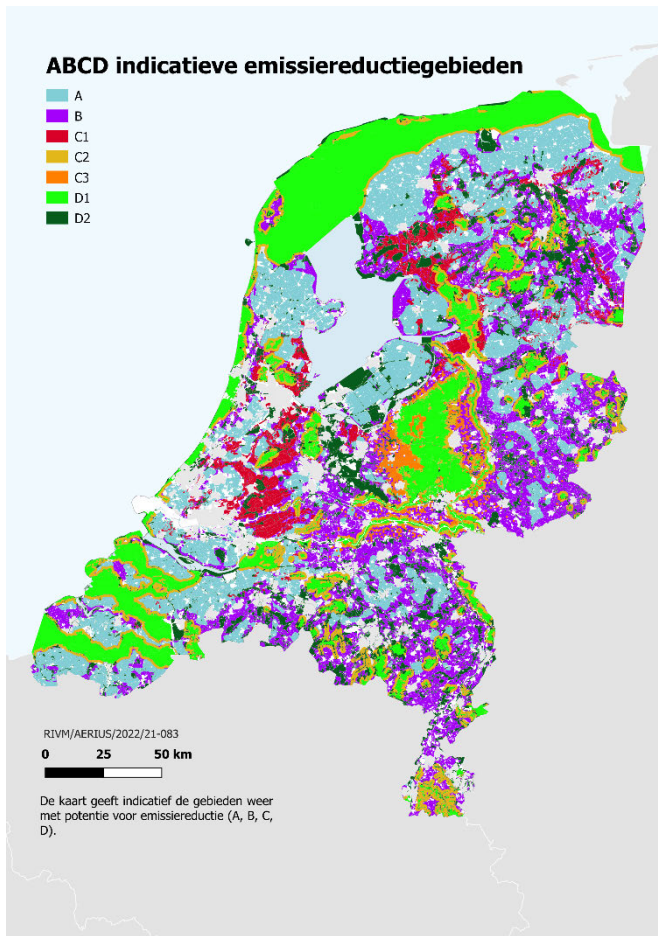 ABCD indicatieve emissiereductiegebieden
A
B
C1
C2
C3
D1
D2
RIVM/AERIUS/2022/21-083
0 25 50 km
De kaart geeft indicatief de gebieden weer
met potentie voor emissiereductie (A, B, C,
D).